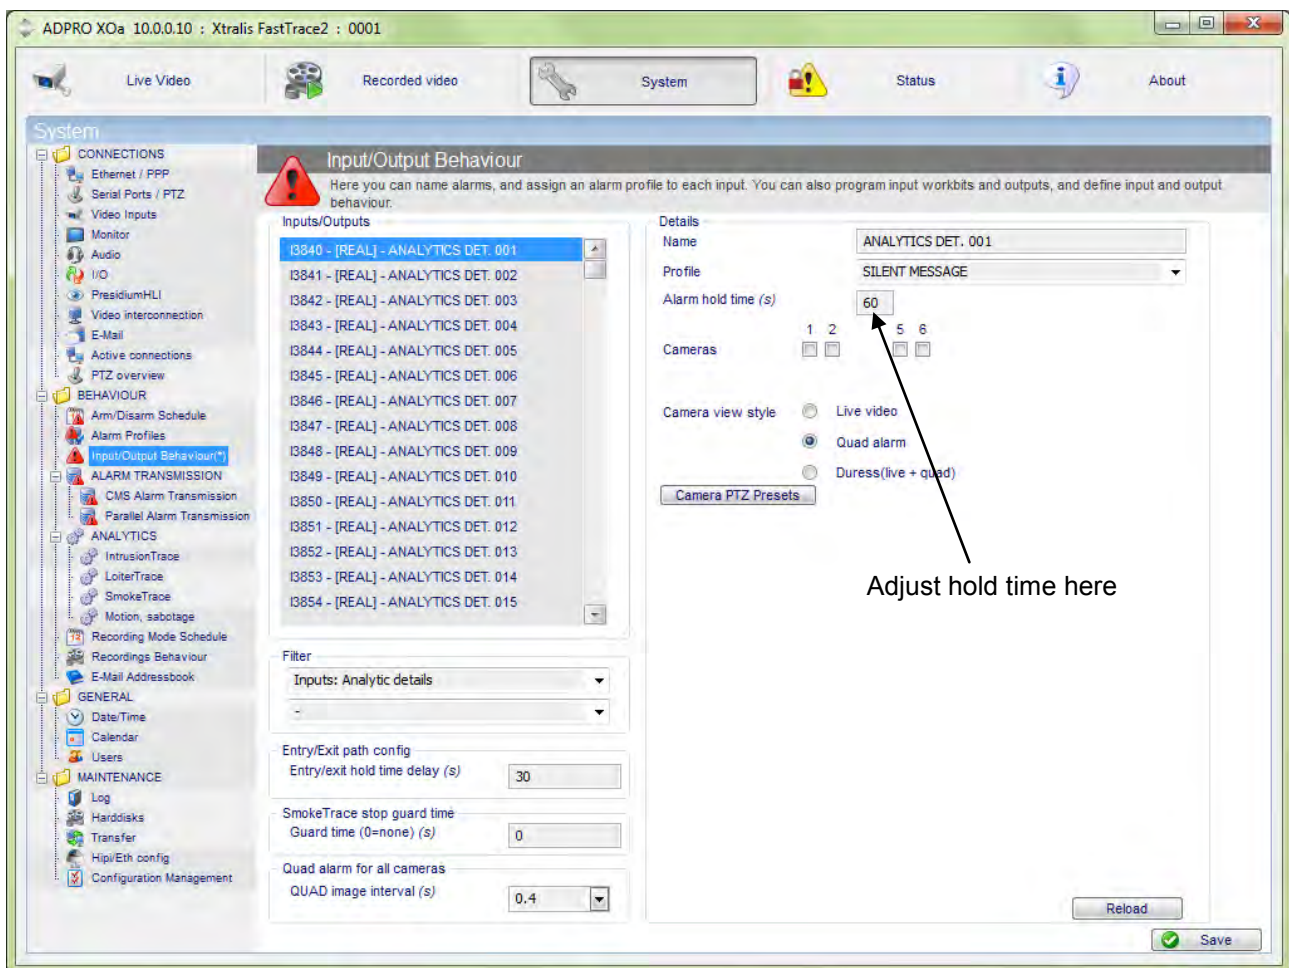 ADPRO XOa 10.0.0.10 : Xtralis FastTrace2 : 0001
Live Video
Recorded video
System
Status
About
System
CONNECTIONS
Ethernet / PPP
Serial Ports / PTZ
Video Inputs
Monitor
Audio
I/O
PresidiumHLI
Video interconnection
E-Mail
Active connections
PTZ overview
BEHAVIOUR
Arm/Disarm Schedule
Alarm Profiles
Input/Output Behaviour(*)
ALARM TRANSMISSION
CMS Alarm Transmission
Parallel Alarm Transmission
ANALYTICS
IntrusionTrace
LoiterTrace
SmokeTrace
Motion, sabotage
Recording Mode Schedule
Recordings Behaviour
E-Mail Addressbook
GENERAL
Date/Time
Calendar
Users
MAINTENANCE
Log
Harddisks
Transfer
Hipi/Eth config
Configuration Management
Input/Output Behaviour
Here you can name alarms, and assign an alarm profile to each input. You can also program input workbits and outputs, and define input and output
behaviour.
Inputs/Outputs
I3840 - [REAL] - ANALYTICS DET. 001
I3841 - [REAL] - ANALYTICS DET. 002
I3842 - [REAL] - ANALYTICS DET. 003
I3843 - [REAL] - ANALYTICS DET. 004
I3844 - [REAL] - ANALYTICS DET. 005
I3845 - [REAL] - ANALYTICS DET. 006
I3846 - [REAL] - ANALYTICS DET. 007
I3847 - [REAL] - ANALYTICS DET. 008
I3848 - [REAL] - ANALYTICS DET. 009
I3849 - [REAL] - ANALYTICS DET. 010
I3850 - [REAL] - ANALYTICS DET. 011
I3851 - [REAL] - ANALYTICS DET. 012
I3852 - [REAL] - ANALYTICS DET. 013
I3853 - [REAL] - ANALYTICS DET. 014
I3854 - [REAL] - ANALYTICS DET. 015
Filter
Inputs: Analytic details
-
Entry/Exit path config
Entry/exit hold time delay (s) 30
SmokeTrace stop guard time
Guard time (0=none) (s) 0
Quad alarm for all cameras
QUAD image interval (s) 0.4
Details
Name ANALYTICS DET. 001
Profile SILENT MESSAGE
Alarm hold time (s) 60
1 2 5 6
Cameras
Camera view style Live video
Quad alarm
Duress(live + quad)
Camera PTZ Presets
Adjust hold time here
Reload
Save